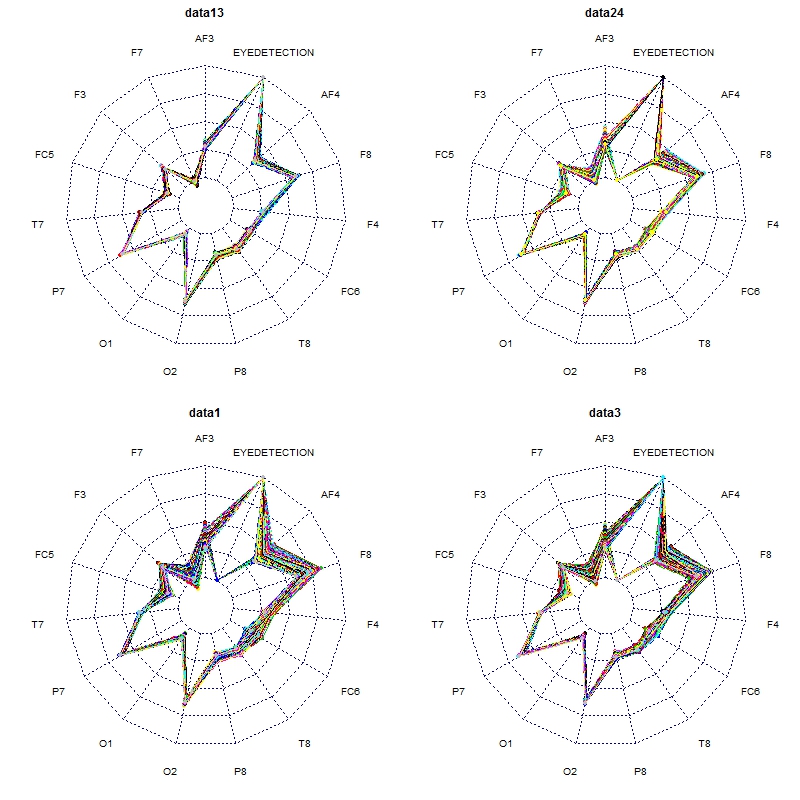 data13
AF3
F7
EYEDETECTION
F3
AF4
FC5
F8
T7
F4
P7
FC6
O1
T8
O2
P8
data24
AF3
F7
EYEDETECTION
F3
AF4
FC5
F8
T7
F4
P7
FC6
O1
T8
O2
P8
data1
AF3
F7
EYEDETECTION
F3
AF4
FC5
F8
T7
F4
P7
FC6
O1
T8
O2
P8
data3
AF3
F7
EYEDETECTION
F3
AF4
FC5
F8
T7
F4
P7
FC6
O1
T8
O2
P8